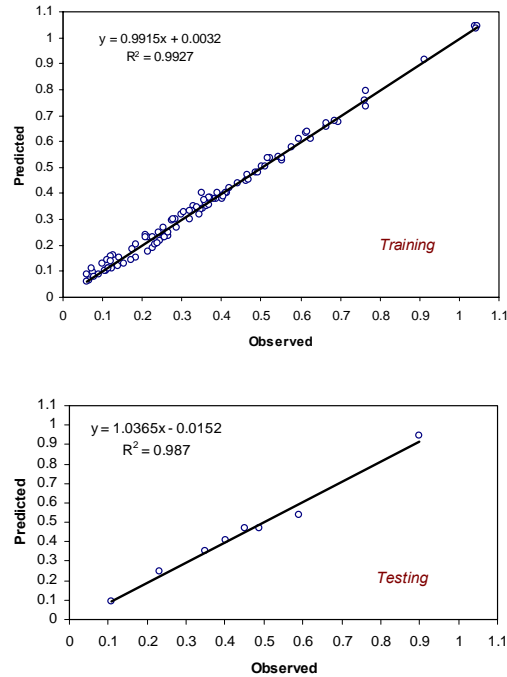 1.1
1
0.9
0.8
0.7
0.6
0.5
0.4
0.3
0.2
0.1
0
Predicted
y = 0.9915x + 0.0032
R² = 0.9927
Training
0 0.1 0.2 0.3 0.4 0.5 0.6 0.7 0.8 0.9 1 1.1
Observed
1.1
1
0.9
0.8
0.7
0.6
0.5
0.4
0.3
0.2
0.1
0
Predicted
y = 1.0365x - 0.0152
R² = 0.987
Testing
0 0.1 0.2 0.3 0.4 0.5 0.6 0.7 0.8 0.9 1 1.1
Observed